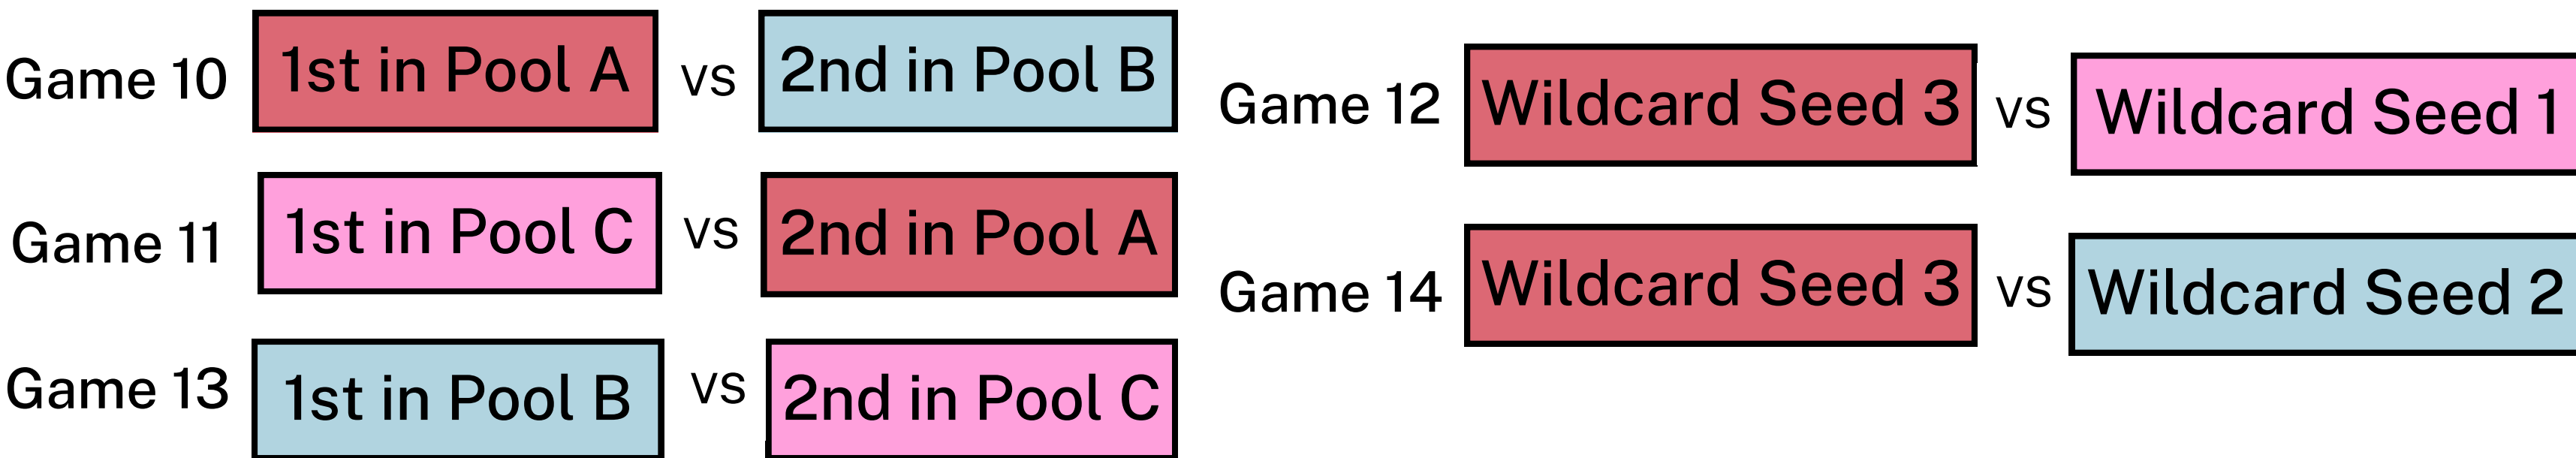 Game 10 1st in Pool A vs 2nd in Pool B
Game 11 1st in Pool C vs 2nd in Pool A
Game 13 1st in Pool B vs 2nd in Pool C
Game 12 Wildcard Seed 3 vs Wildcard Seed 1
Game 14 Wildcard Seed 3 vs Wildcard Seed 2